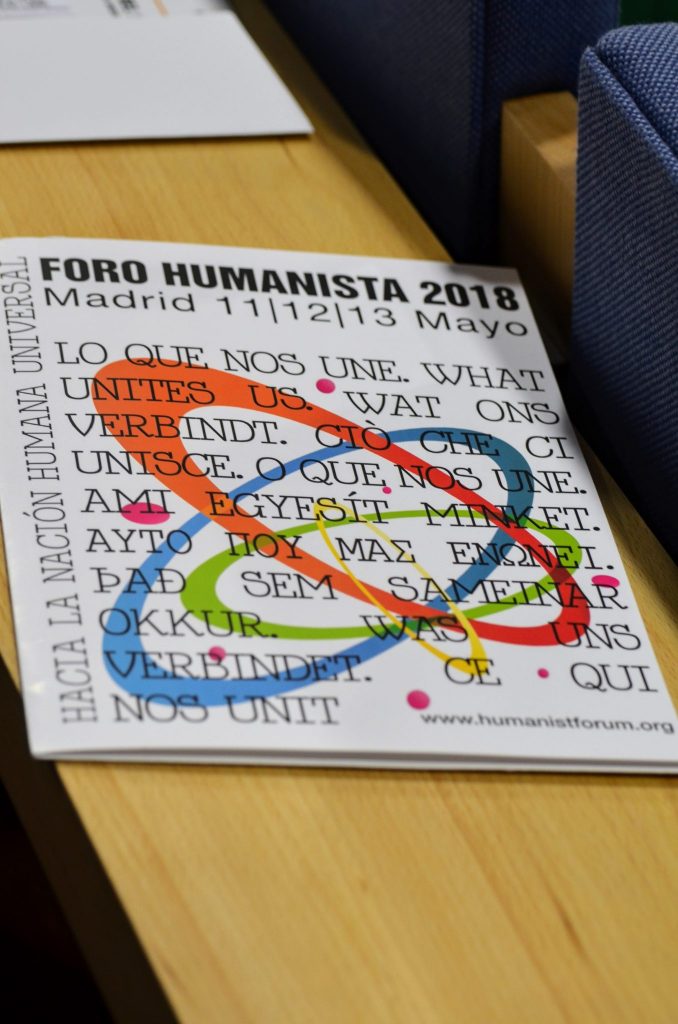 FORO HUMANISTA 2018
Madrid 11|12|13 Mayo
HACIA LA NACIÓN HUMANA UNIVERSAL
LO QUE NOS UNE. WHAT
UNITES US. WAT ONS
VERBINDT. CIÒ CHE CI
UNISCE. O QUE NOS UNE.
AMI EGYESÍT MINKET.
ΑΥΤΟ ΠΟΥ ΜΑΣ ΕΝΩΝΕΙ.
ÞAÐ SEM SAMEINAR
OKKUR. WAS UNS
VERBINDET. CE QUI
NOS UNIT
www.humanistforum.org